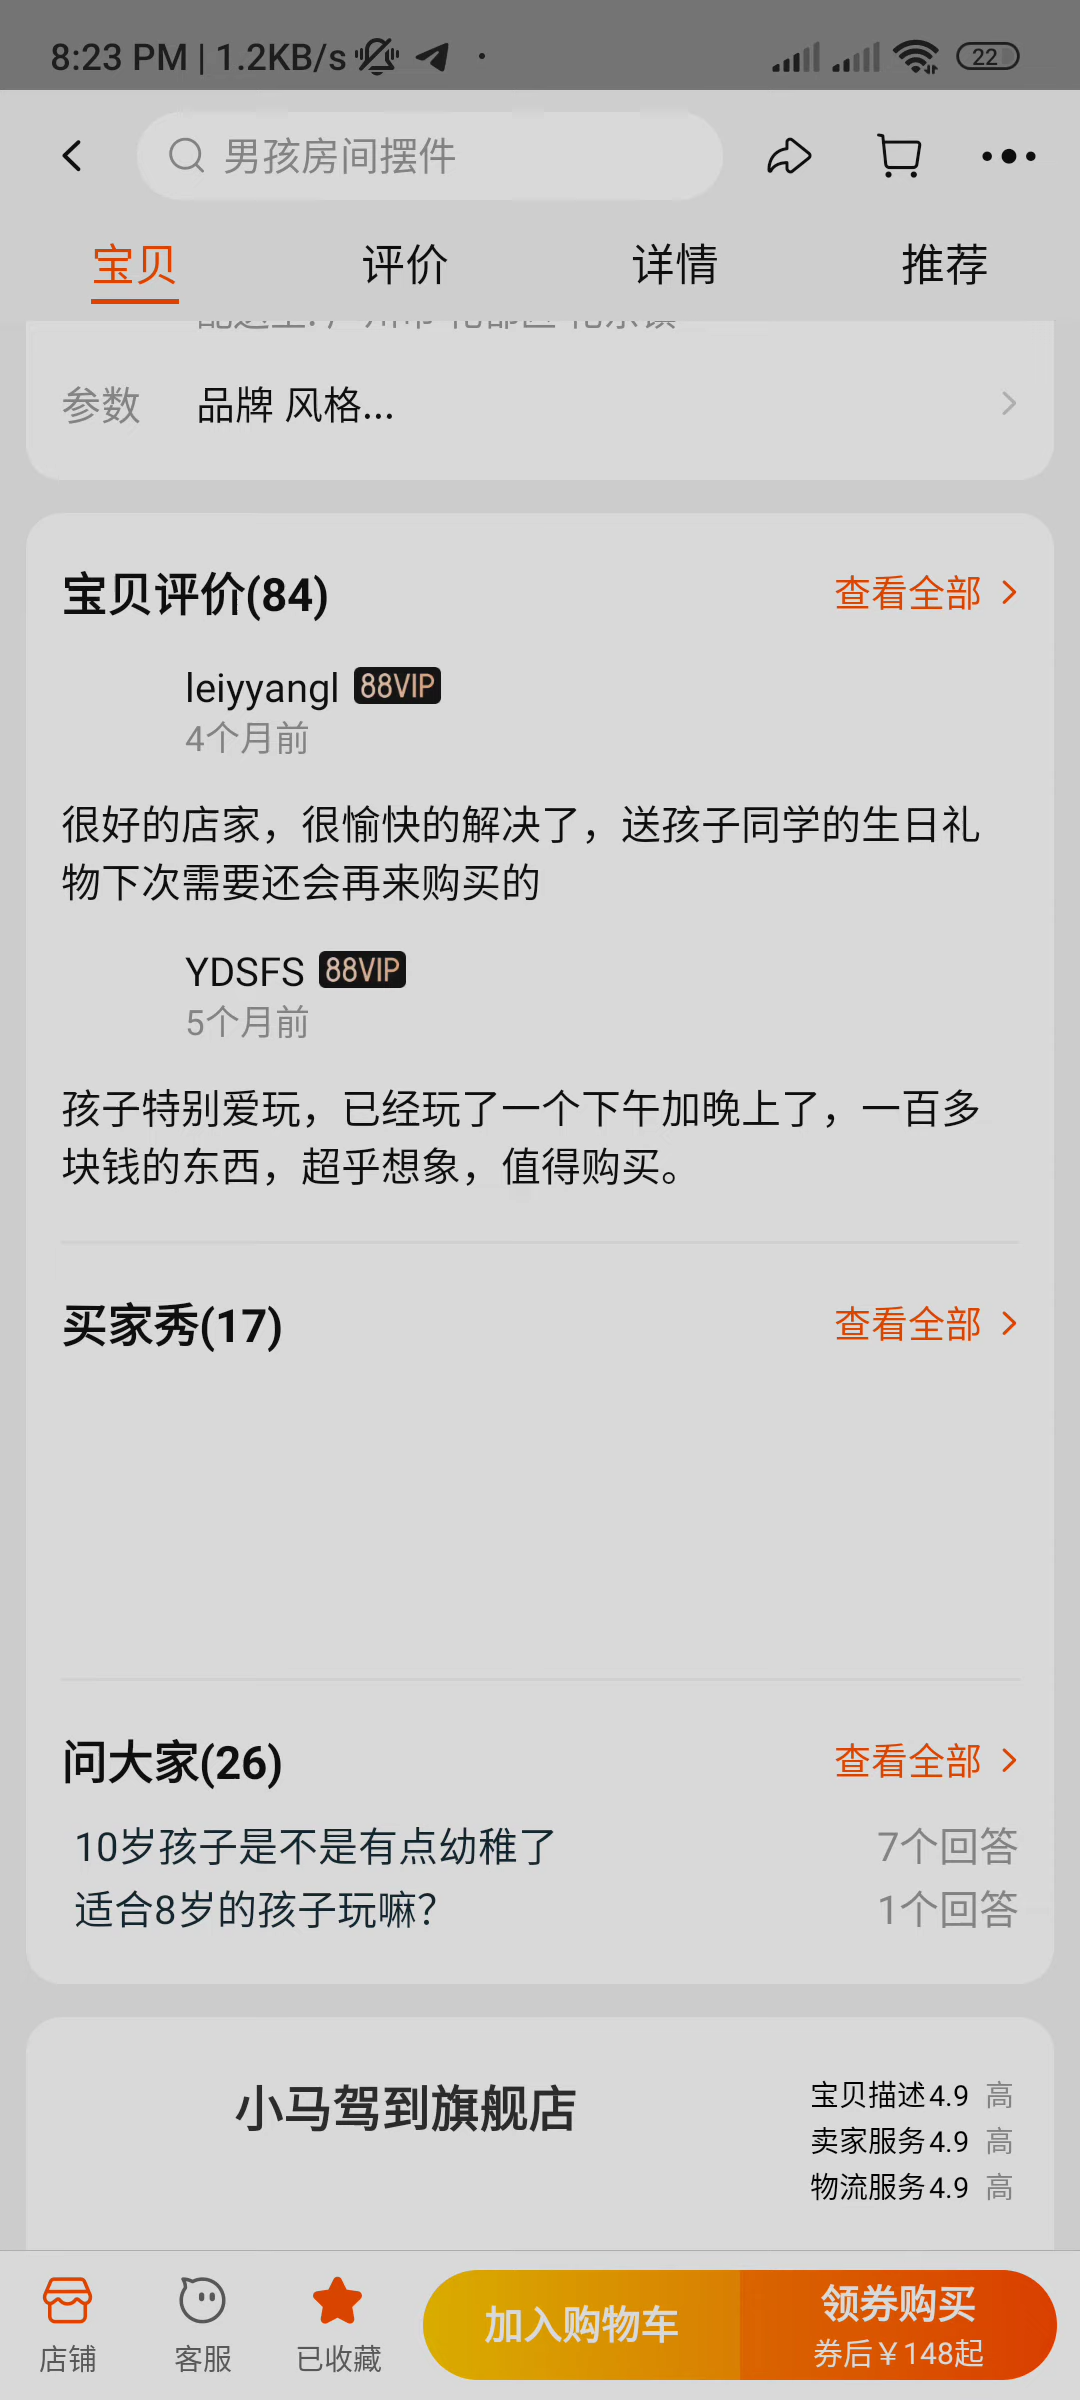 8:23 PM | 1.2KB/s
22
男孩房间摆件
宝贝 评价 详情 推荐
参数 品牌 风格...
宝贝评价(84) 查看全部
leiyyangl 88VIP
4个月前
很好的店家，很愉快的解决了，送孩子同学的生日礼
物下次需要还会再来购买的
YDSFS 88VIP
5个月前
孩子特别爱玩，已经玩了一个下午加晚上了，一百多
块钱的东西，超乎想象，值得购买。
买家秀(17) 查看全部
问大家(26) 查看全部
10岁孩子是不是有点幼稚了 7个回答
适合8岁的孩子玩嘛? 1个回答
小马驾到旗舰店
宝贝描述4.9 高
卖家服务4.9 高
物流服务4.9 高
店铺 客服 已收藏
加入购物车
领券购买
券后￥148起